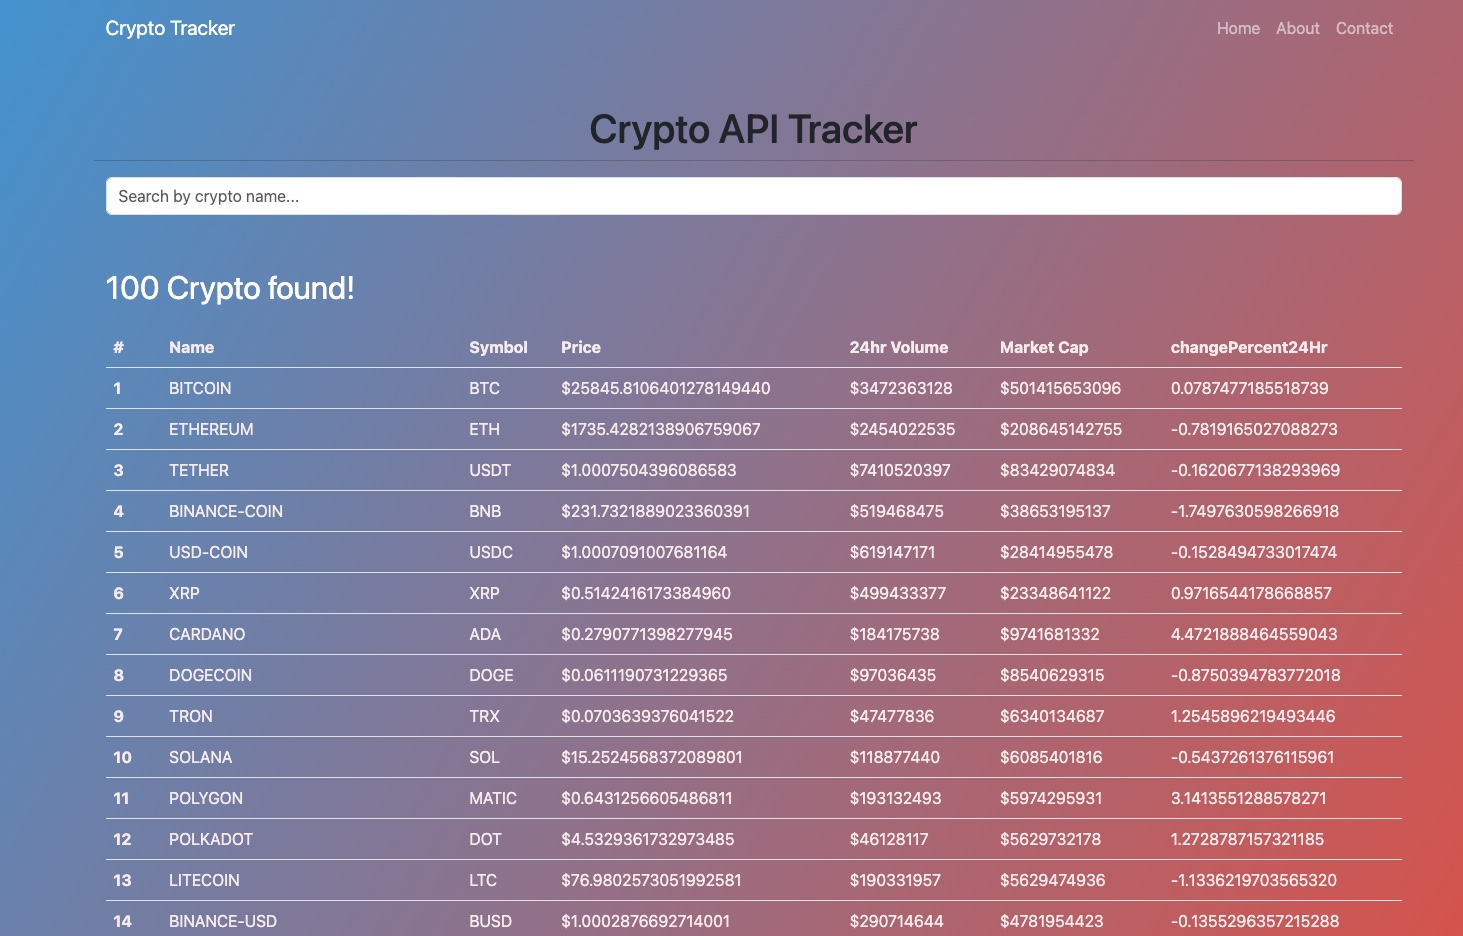 Crypto Tracker Home About Contact
Crypto API Tracker
Search by crypto name...
100 Crypto found!
# Name Symbol Price 24hr Volume Market Cap changePercent24Hr
1 BITCOIN BTC $25845.8106401278149440 $3472363128 $501415653096 0.0787477185518739
2 ETHEREUM ETH $1735.4282138906759067 $2454022535 $208645142755 -0.7819165027088273
3 TETHER USDT $1.0007504396086583 $7410520397 $83429074834 -0.1620677138293969
4 BINANCE-COIN BNB $231.7321889023360391 $519468475 $38653195137 -1.7497630598266918
5 USD-COIN USDC $1.0007091007681164 $619147171 $28414955478 -0.1528494733017474
6 XRP XRP $0.5142416173384960 $499433377 $23348641122 0.9716544178668857
7 CARDANO ADA $0.2790771398277945 $184175738 $9741681332 4.4721888464559043
8 DOGECOIN DOGE $0.0611190731229365 $97036435 $8540629315 -0.8750394783772018
9 TRON TRX $0.0703639376041522 $47477836 $6340134687 1.2545896219493446
10 SOLANA SOL $15.2524568372089801 $118877440 $6085401816 -0.5437261376115961
11 POLYGON MATIC $0.6431256605486811 $193132493 $5974295931 3.1413551288578271
12 POLKADOT DOT $4.5329361732973485 $46128117 $5629732178 1.2728787157321185
13 LITECOIN LTC $76.9802573051992581 $190331957 $5629474936 -1.1336219703565320
14 BINANCE-USD BUSD $1.0002876692714001 $290714644 $4781954423 -0.1355296357215288